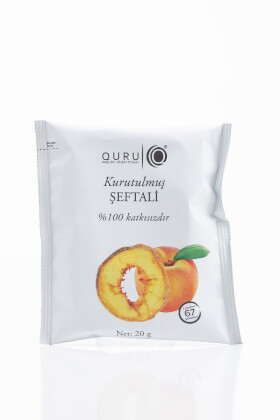 QURU
Kurutulmuş
ŞEFTALİ
%100 katkısızdır
67
Net: 20 g